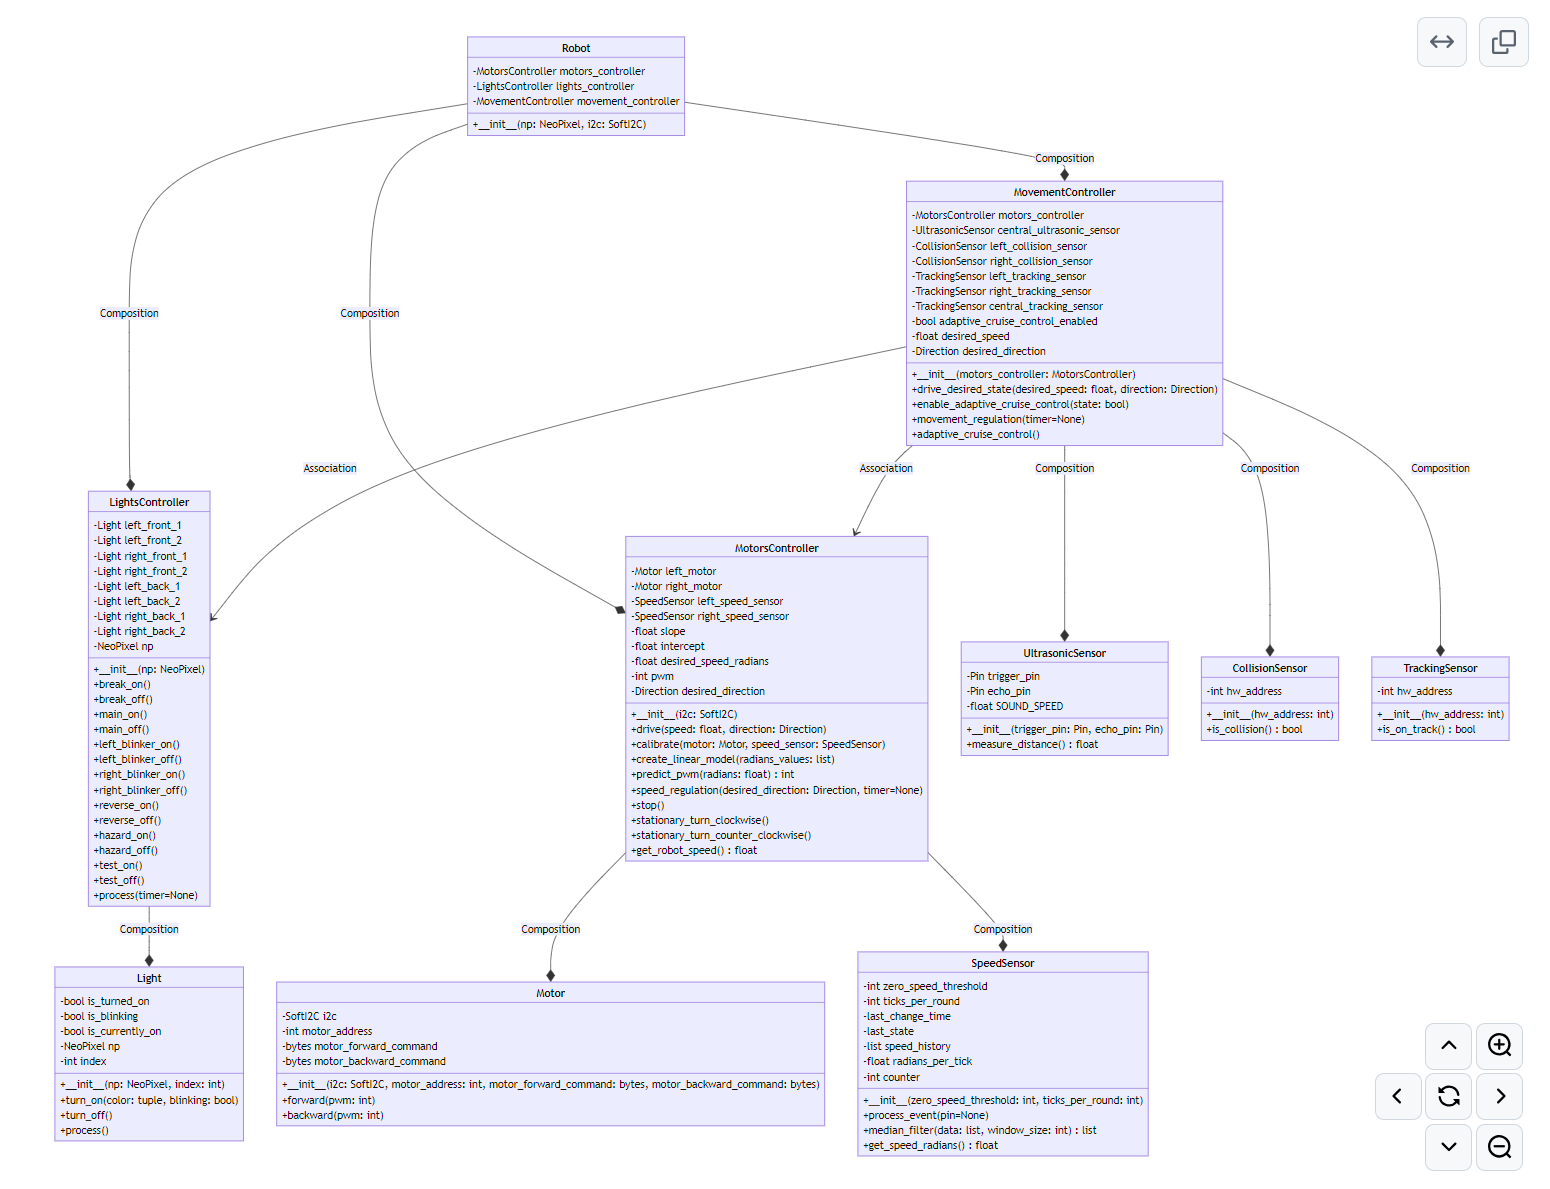 Robot
-MotorsController motors_controller
-LightsController lights_controller
-MovementController movement_controller
+__init__(np: NeoPixel, i2c: SoftI2C)
Composition
MovementController
-MotorsController motors_controller
-UltrasonicSensor central_ultrasonic_sensor
-CollisionSensor left_collision_sensor
-CollisionSensor right_collision_sensor
-TrackingSensor left_tracking_sensor
-TrackingSensor right_tracking_sensor
-TrackingSensor central_tracking_sensor
-bool adaptive_cruise_control_enabled
-float desired_speed
-Direction desired_direction
+__init__(motors_controller: MotorsController)
+drive_desired_state(desired_speed: float, direction: Direction)
+enable_adaptive_cruise_control(state: bool)
+movement_regulation(timer=None)
+adaptive_cruise_control()
Composition
Composition
Association
Association
Composition
Composition
Composition
LightsController
-Light left_front_1
-Light left_front_2
-Light right_front_1
-Light right_front_2
-Light left_back_1
-Light left_back_2
-Light right_back_1
-Light right_back_2
-NeoPixel np
+__init__(np: NeoPixel)
+break_on()
+break_off()
+main_on()
+main_off()
+left_blinker_on()
+left_blinker_off()
+right_blinker_on()
+right_blinker_off()
+reverse_on()
+reverse_off()
+hazard_on()
+hazard_off()
+test_on()
+test_off()
+process(timer=None)
MotorsController
-Motor left_motor
-Motor right_motor
-SpeedSensor left_speed_sensor
-SpeedSensor right_speed_sensor
-float slope
-float intercept
-float desired_speed_radians
-int pwm
-Direction desired_direction
+__init__(i2c: SoftI2C)
+drive(speed: float, direction: Direction)
+calibrate(motor: Motor, speed_sensor: SpeedSensor)
+create_linear_model(radians_values: list)
+predict_pwm(radians: float) : int
+speed_regulation(desired_direction: Direction, timer=None)
+stop()
+stationary_turn_clockwise()
+stationary_turn_counter_clockwise()
+get_robot_speed() : float
UltrasonicSensor
-Pin trigger_pin
-Pin echo_pin
-float SOUND_SPEED
+__init__(trigger_pin: Pin, echo_pin: Pin)
+measure_distance() : float
CollisionSensor
-int hw_address
+__init__(hw_address: int)
+is_collision() : bool
TrackingSensor
-int hw_address
+__init__(hw_address: int)
+is_on_track() : bool
Composition
Composition
Composition
Light
-bool is_turned_on
-bool is_blinking
-bool is_currently_on
-NeoPixel np
-int index
+__init__(np: NeoPixel, index: int)
+turn_on(color: tuple, blinking: bool)
+turn_off()
+process()
Motor
-SoftI2C i2c
-int motor_address
-bytes motor_forward_command
-bytes motor_backward_command
+__init__(i2c: SoftI2C, motor_address: int, motor_forward_command: bytes, motor_backward_command: bytes)
+forward(pwm: int)
+backward(pwm: int)
SpeedSensor
-int zero_speed_threshold
-int ticks_per_round
-last_change_time
-last_state
-list speed_history
-float radians_per_tick
-int counter
+__init__(zero_speed_threshold: int, ticks_per_round: int)
+process_event(pin=None)
+median_filter(data: list, window_size: int) : list
+get_speed_radians() : float